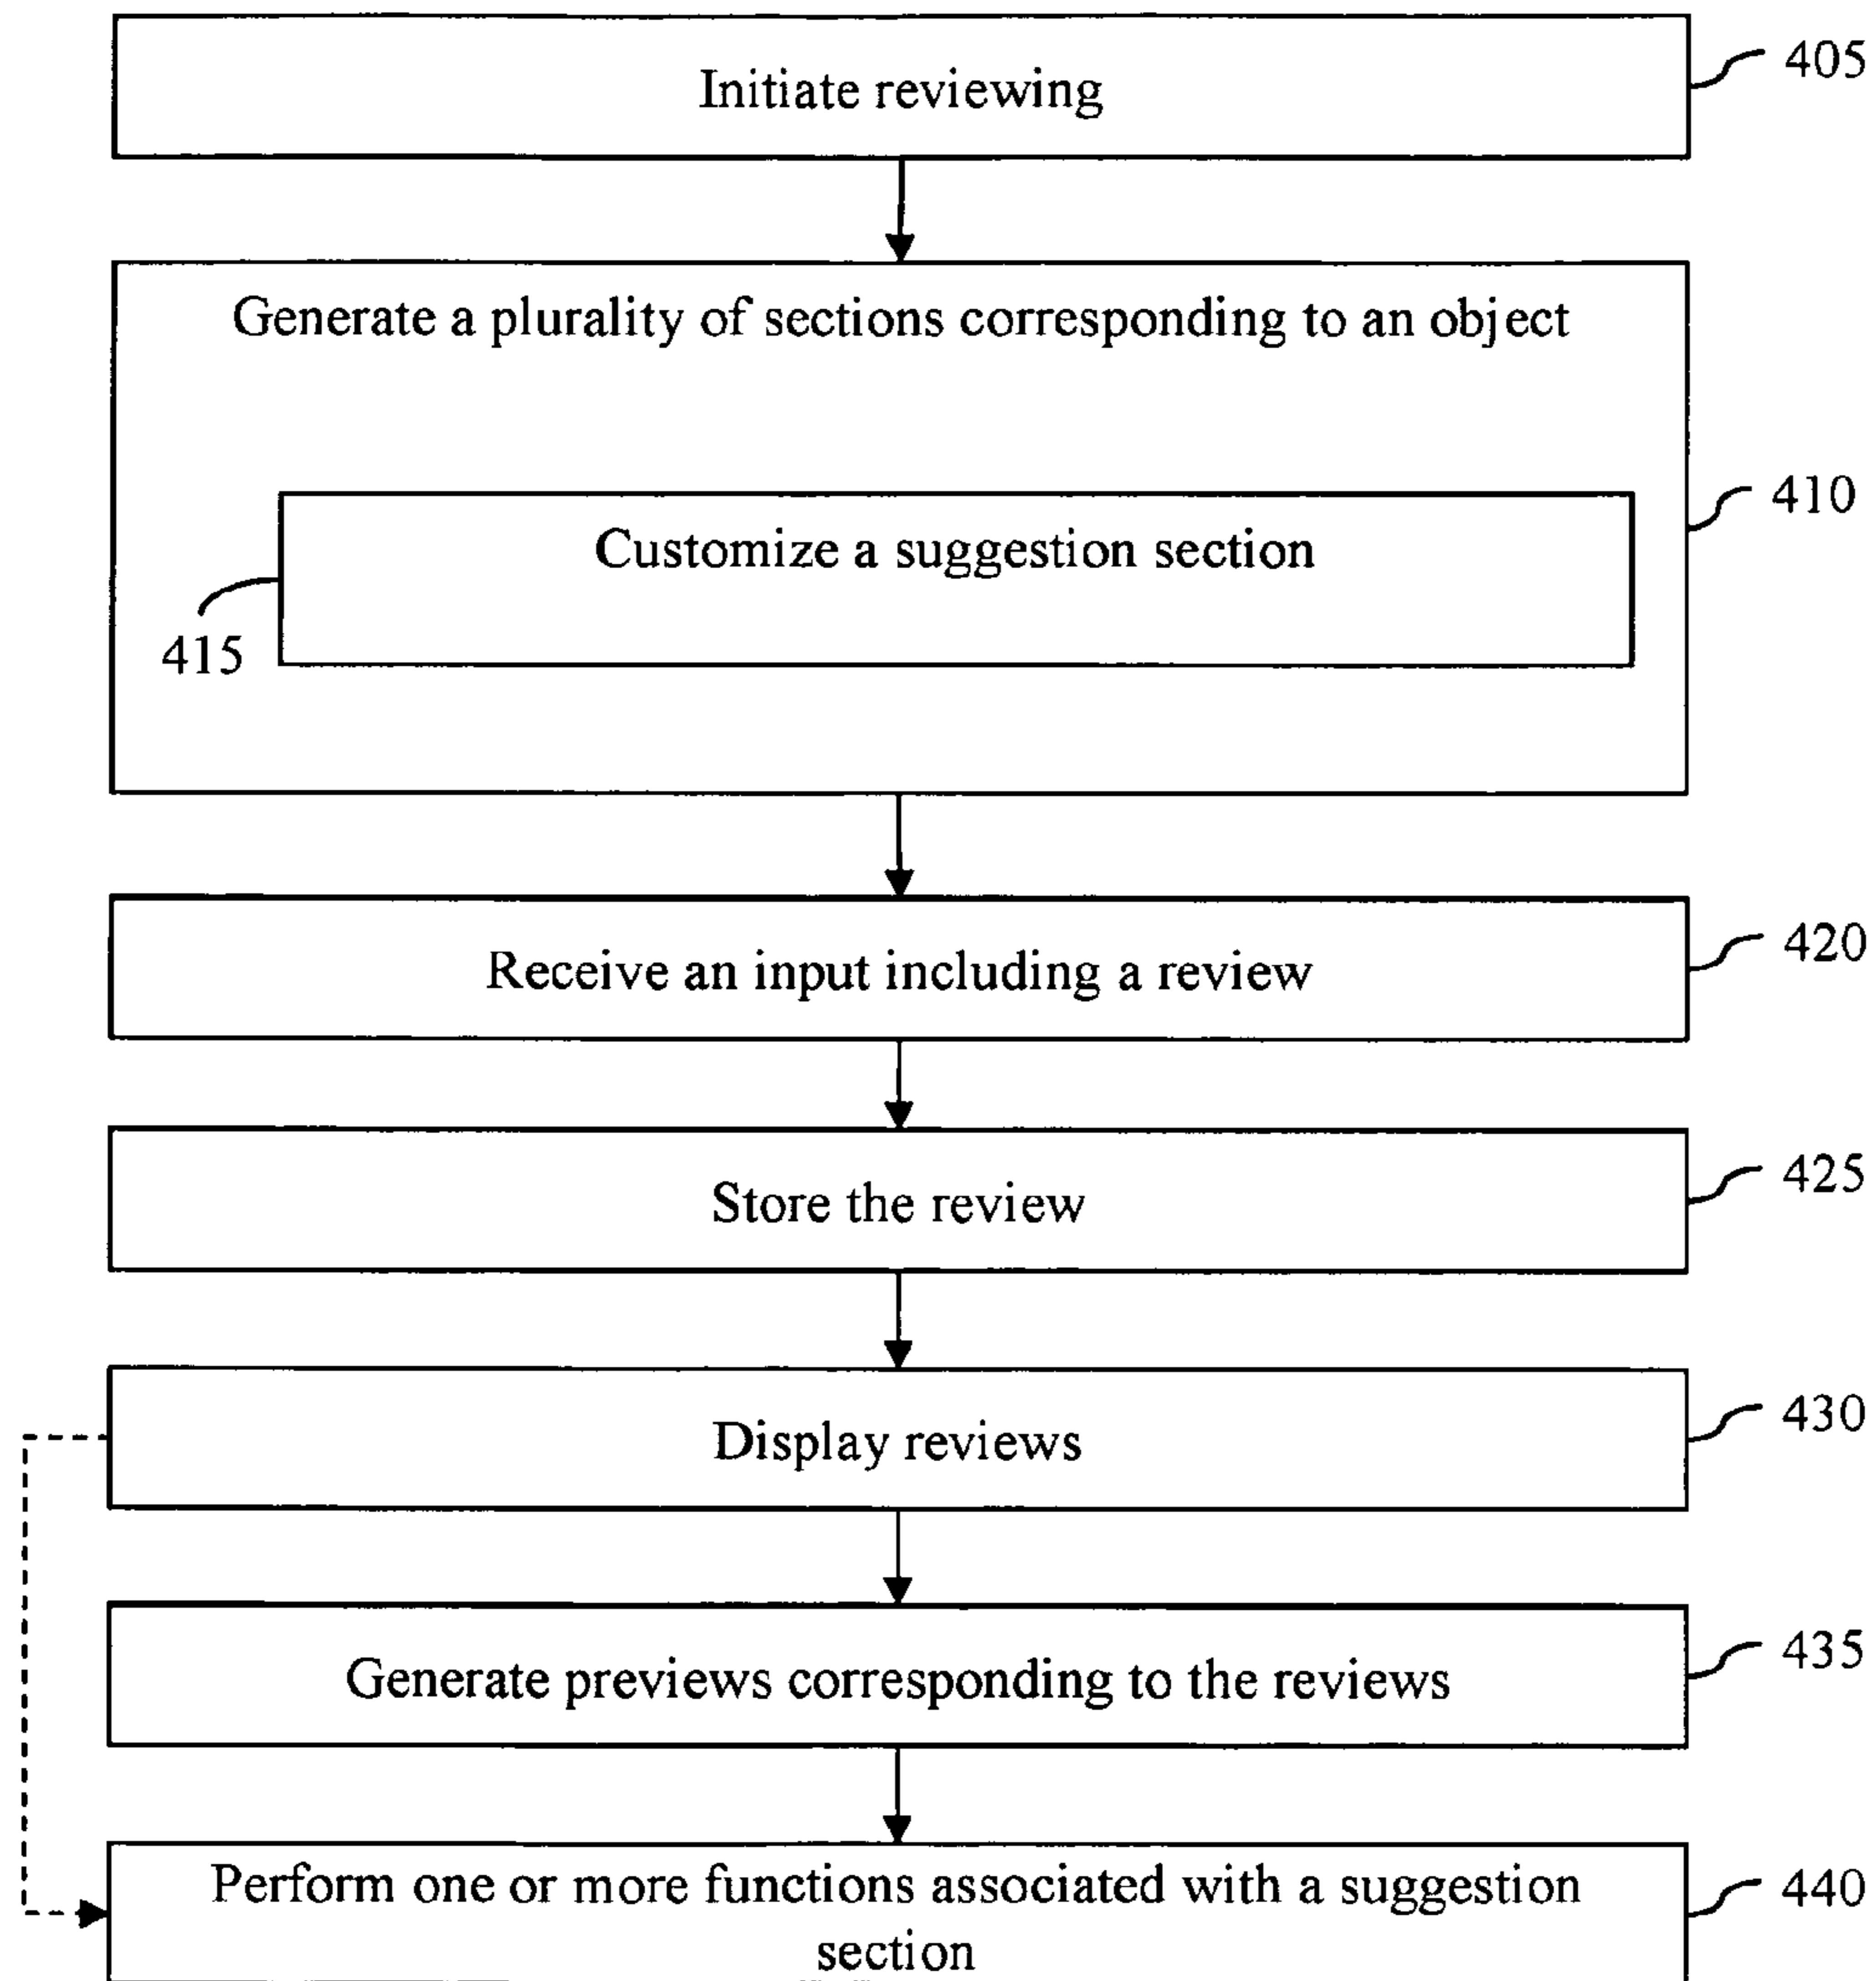 Initiate reviewing
405
Generate a plurality of sections corresponding to an object
410
Customize a suggestion section
415
Receive an input including a review
420
Store the review
425
Display reviews
430
Generate previews corresponding to the reviews
435
Perform one or more functions associated with a suggestion
section
440